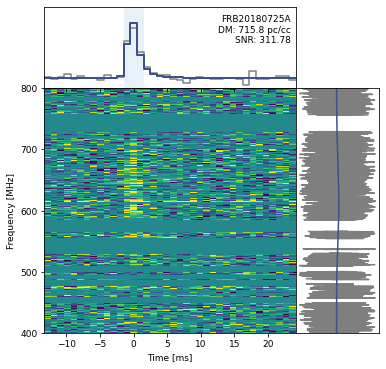 FRB20180725A
DM: 715.8 pc/cc
SNR: 311.78
800
700
600
500
400
Frequency [MHz]
−10 −5 0 5 10 15 20
Time [ms]